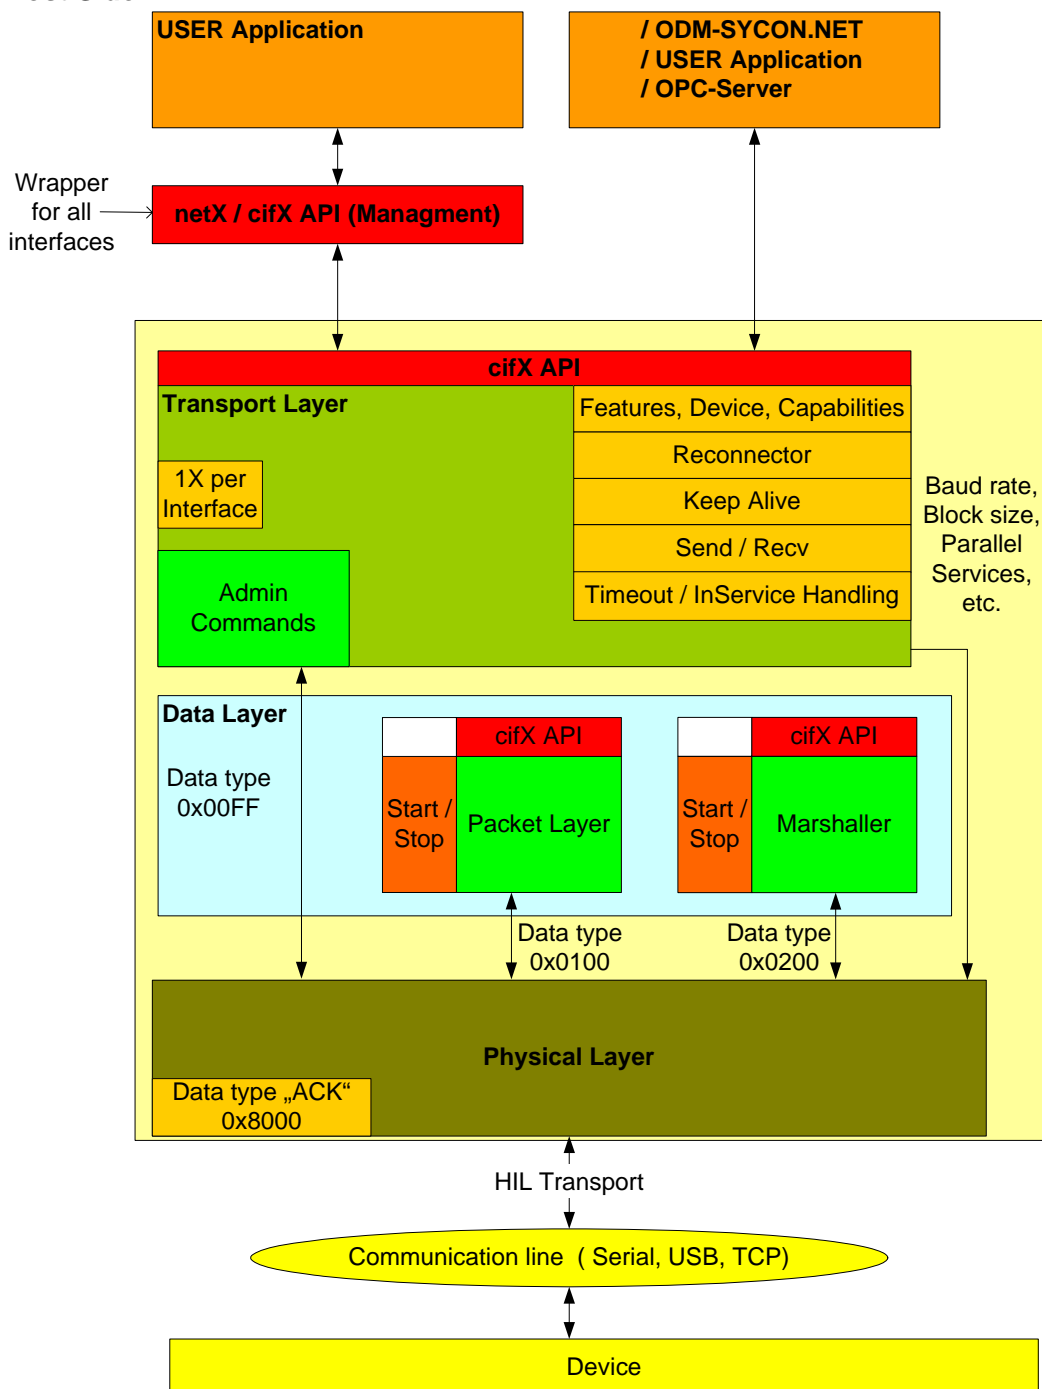 USER Application
/ ODM-SYCON.NET
/ USER Application
/ OPC-Server
Wrapper
for all
interfaces
netX / cifX API (Managment)
cifX API
Transport Layer
Features, Device, Capabilities
Reconnector
Keep Alive
Send / Recv
Timeout / InService Handling
1X per
Interface
Admin
Commands
Baud rate,
Block size,
Parallel
Services,
etc.
Data Layer
Data type
0x00FF
cifX API
Start /
Stop
Packet Layer
cifX API
Start /
Stop
Marshaller
Data type
0x0100
Data type
0x0200
Physical Layer
Data type „ACK“
0x8000
HIL Transport
Communication line ( Serial, USB, TCP)
Device